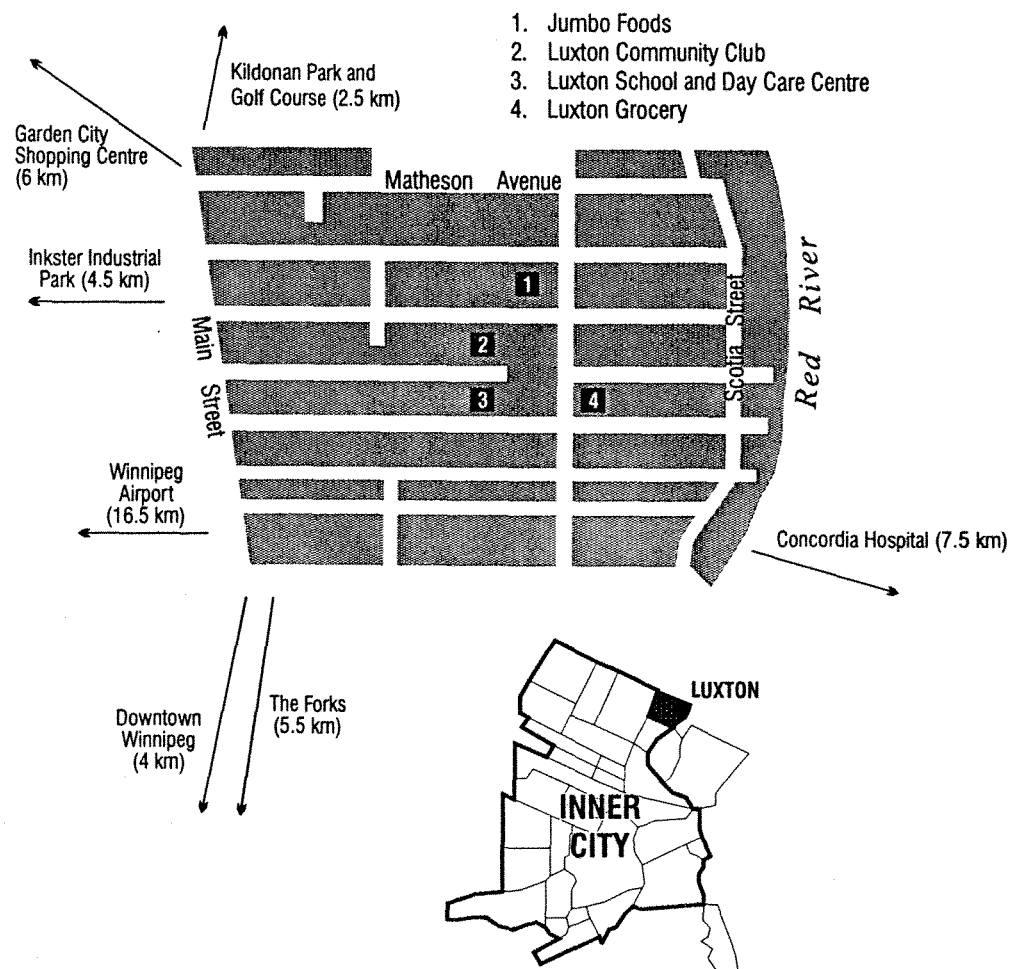 1. Jumbo Foods
2. Luxton Community Club
3. Luxton School and Day Care Centre
4. Luxton Grocery
Kildonan Park and
Golf Course (2.5 km)
Garden City
Shopping Centre
(6 km)
Matheson Avenue
Inkster Industrial
Park (4.5 km)
1
2
3
4
Main
Street
Scotia Street
Red River
Winnipeg
Airport
(16.5 km)
Concordia Hospital (7.5 km)
Downtown
Winnipeg
(4 km)
The Forks
(5.5 km)
LUXTON
INNER
CITY